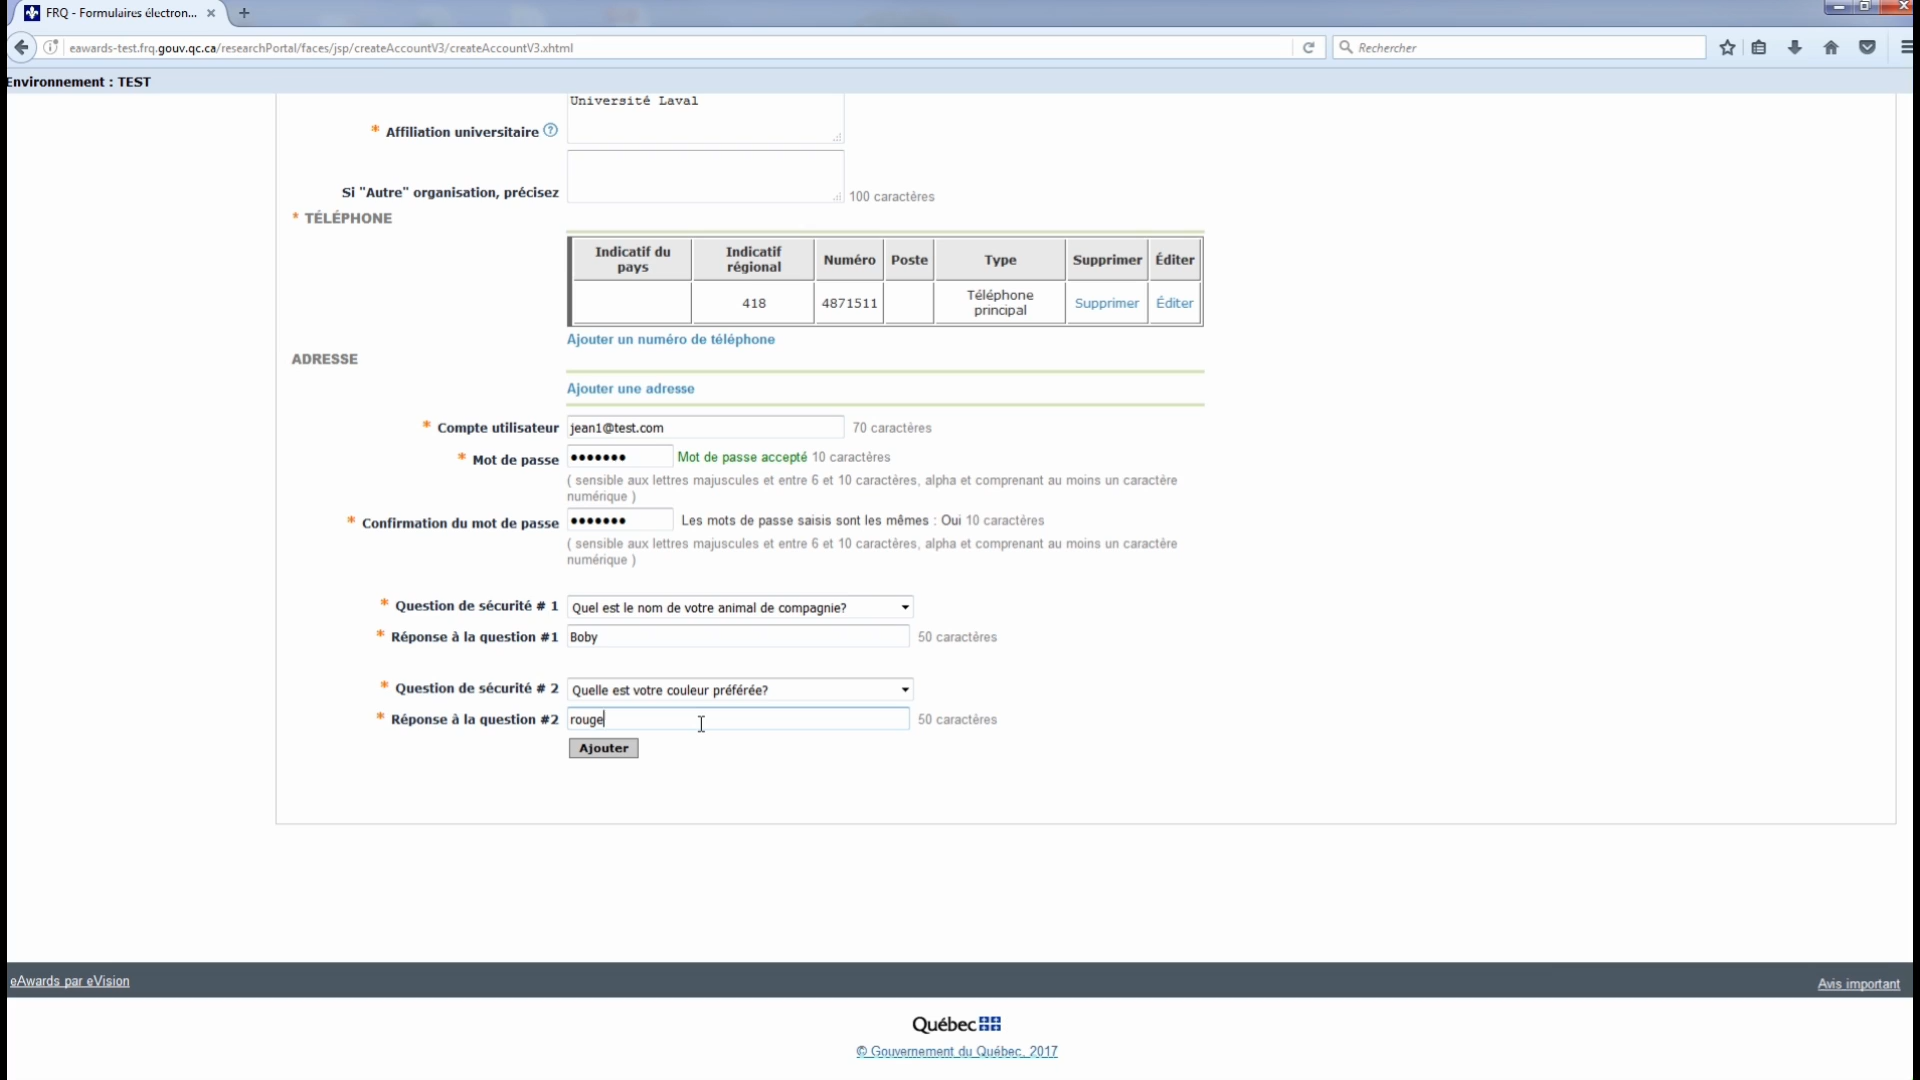 FRQ - Formulaires électron...
eawards-test.frq.gouv.qc.ca/researchPortal/faces/jsp/createAccountV3/createAccountV3.xhtml
Rechercher
Environnement : TEST
Université Laval
* Affiliation universitaire ?
Si "Autre" organisation, précisez
100 caractères
* TÉLÉPHONE
Indicatif du pays Indicatif régional Numéro Poste Type Supprimer Éditer
418 4871511 Téléphone principal Supprimer Éditer
Ajouter un numéro de téléphone
ADRESSE
Ajouter une adresse
* Compte utilisateur jean1@test.com 70 caractères
* Mot de passe ●●●●●●● Mot de passe accepté 10 caractères
( sensible aux lettres majuscules et entre 6 et 10 caractères, alpha et comprenant au moins un caractère
numérique )
* Confirmation du mot de passe ●●●●●●● Les mots de passe saisis sont les mêmes : Oui 10 caractères
( sensible aux lettres majuscules et entre 6 et 10 caractères, alpha et comprenant au moins un caractère
numérique )
* Question de sécurité # 1 Quel est le nom de votre animal de compagnie?
* Réponse à la question #1 Boby 50 caractères
* Question de sécurité # 2 Quelle est votre couleur préférée?
* Réponse à la question #2 rouge 50 caractères
Ajouter
eAwards par eVision
Avis important
Québec
© Gouvernement du Québec, 2017